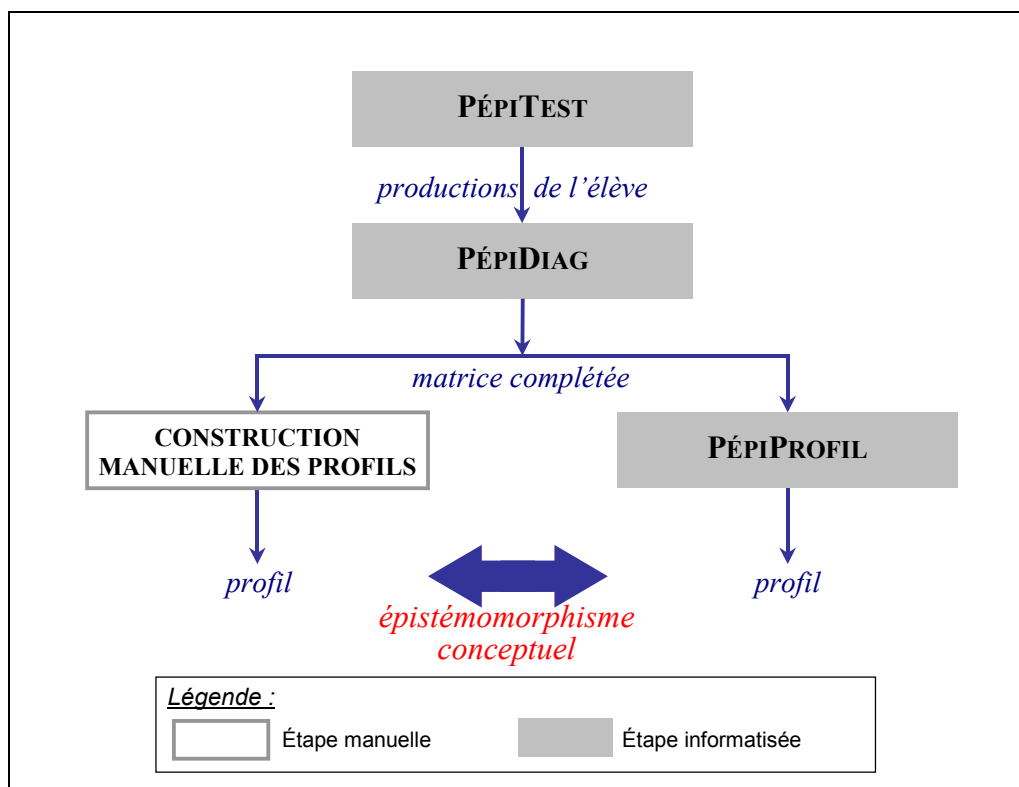 PÉPITEST
productions de l’élève
PÉPIDIAG
matrice complétée
CONSTRUCTION
MANUELLE DES PROFILS
PÉPIPROFIL
profil
profil
épistémomorphisme
conceptuel
Légende :
Étape manuelle
Étape informatisée